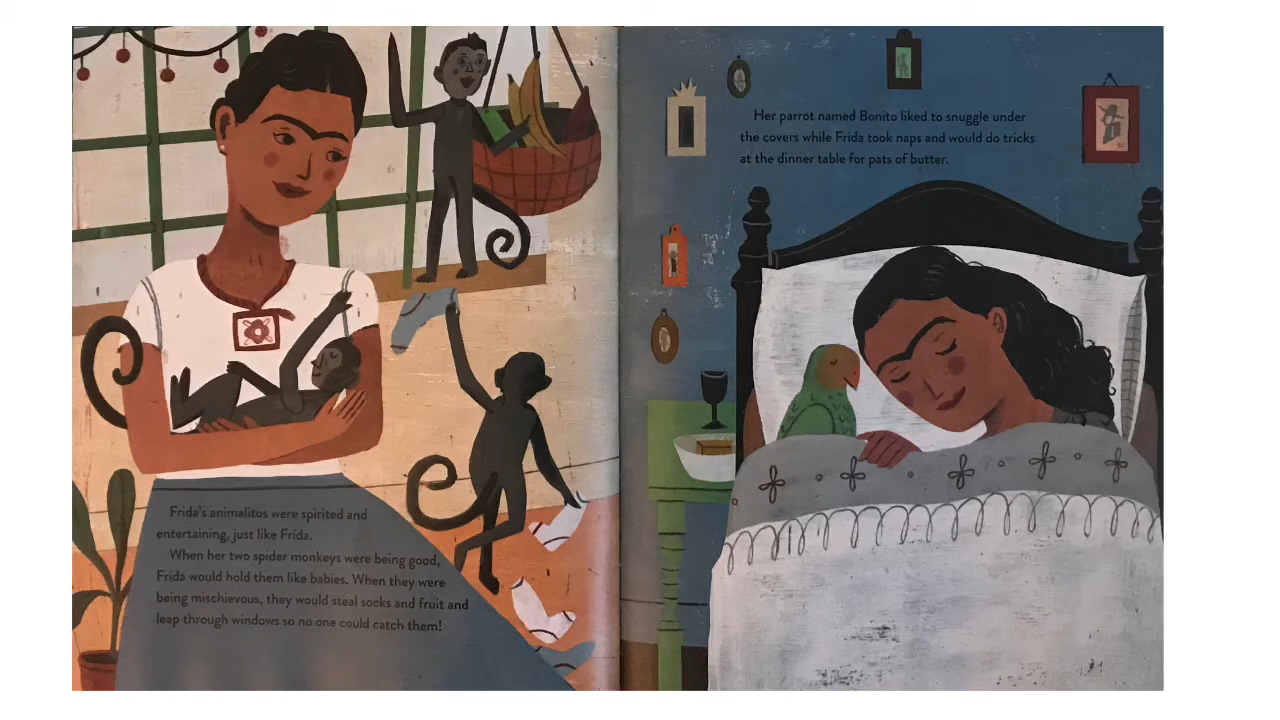 Frida's animalitos were spirited and
entertaining, just like Frida.
When her two spider monkeys were being good,
Frida would hold them like babies. When they were
being mischievous, they would steal socks and fruit and
leap through windows so no one could catch them!
Her parrot named Bonito liked to snuggle under
the covers while Frida took naps and would do tricks
at the dinner table for pats of butter.